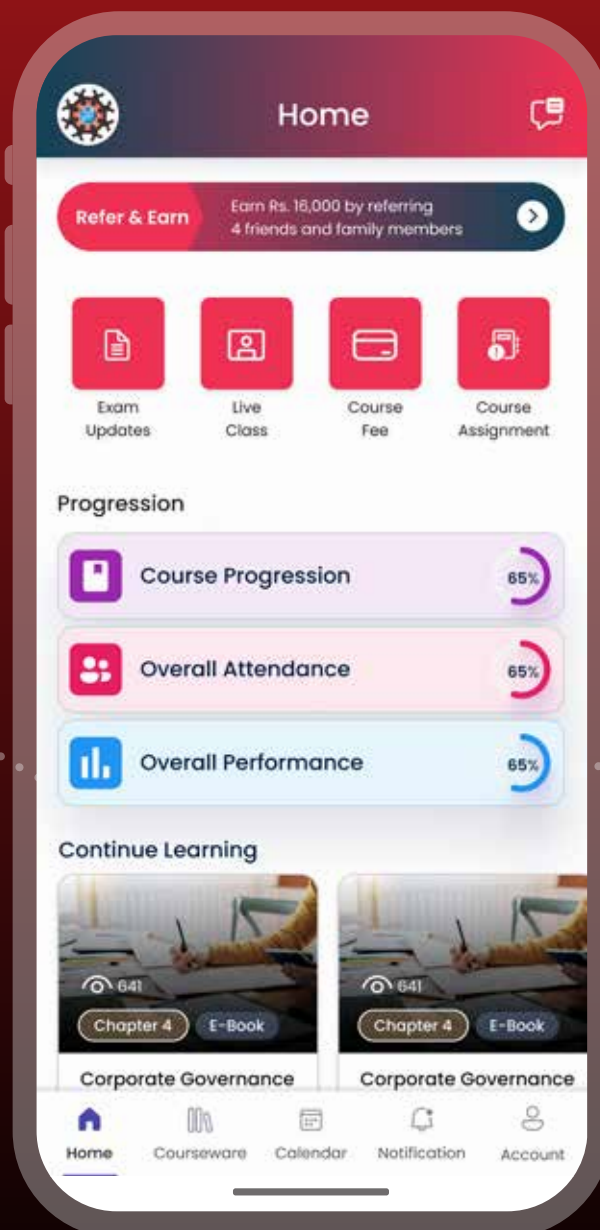 Home
Refer & Earn
Earn Rs. 16,000 by referring
4 friends and family members
Exam
Updates
Live
Class
Course
Fee
Course
Assignment
Progression
Course Progression
65%
Overall Attendance
65%
Overall Performance
65%
Continue Learning
641
Chapter 4
E-Book
Corporate Governance
641
Chapter 4
E-Book
Corporate Governance
Home
Courseware
Calendar
Notification
Account